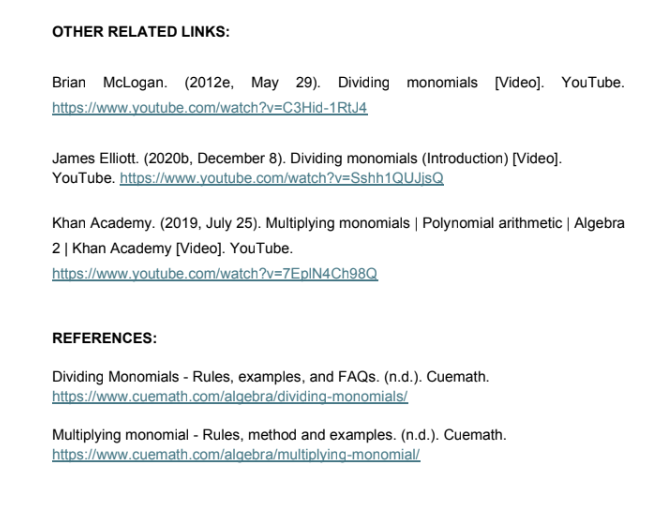 OTHER RELATED LINKS:
Brian McLogan. (2012e, May 29). Dividing monomials [Video]. YouTube.
https://www.youtube.com/watch?v=C3Hid-1RtJ4
James Elliott. (2020b, December 8). Dividing monomials (Introduction) [Video].
YouTube. https://www.youtube.com/watch?v=Sshh1QUJjsQ
Khan Academy. (2019, July 25). Multiplying monomials | Polynomial arithmetic | Algebra
2 | Khan Academy [Video]. YouTube.
https://www.youtube.com/watch?v=7EplN4Ch98Q
REFERENCES:
Dividing Monomials - Rules, examples, and FAQs. (n.d.). Cuemath.
https://www.cuemath.com/algebra/dividing-monomials/
Multiplying monomial - Rules, method and examples. (n.d.). Cuemath.
https://www.cuemath.com/algebra/multiplying-monomial/